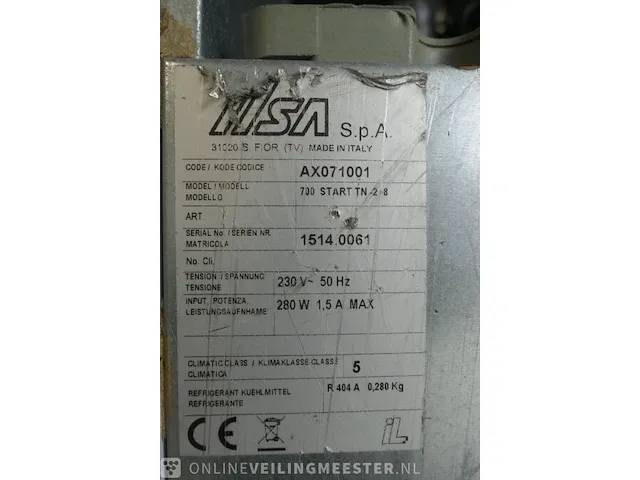 S.p.A.
31020 S. FIOR (TV) MADE IN ITALY
CODE / KODE CODICE AX071001
MODEL / MODELL 700 START TN -2+8
MODELLO
ART
SERIAL No. / SERIEN NR. 1514.0061
MATRICOLA
No. Cli.
TENSION / SPANNUNG 230 V~ 50 Hz
TENSIONE
INPUT, POTENZA, 280 W 1,5 A MAX
LEISTUNGSAUFNHAME
CLIMATIC CLASS / KLIMAKLASSE CLASSE 5
CLIMATICA
REFRIGERANT KUEHLMITTEL R 404 A 0,280 Kg
REFRIGERANTE
CE
iL
ONLINEVEILINGMEESTER.NL